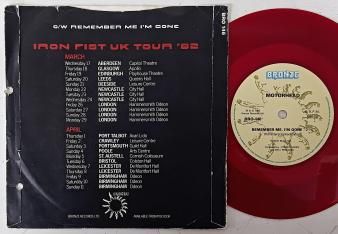 C/W REMEMBER ME I'M GONE
BRO 146
IRON FIST UK TOUR '82
MARCH
Wednesday 17 ABERDEEN Capitol Theatre
Thursday 18 GLASGOW Apollo
Friday 19 EDINBURGH Playhouse Theatre
Saturday 20 LEEDS Queens Hall
Sunday 21 DEESIDE Leisure Centre
Monday 22 NEWCASTLE City Hall
Tuesday 23 NEWCASTLE City Hall
Wednesday 24 NEWCASTLE City Hall
Friday 26 LONDON Hammersmith Odeon
Saturday 27 LONDON Hammersmith Odeon
Sunday 28 LONDON Hammersmith Odeon
Monday 29 LONDON Hammersmith Odeon
APRIL
Thursday 1 PORT TALBOT Afan Lido
Friday 2 CRAWLEY Leisure Centre
Saturday 3 PORTSMOUTH Guild Hall
Sunday 4 POOLE Arts Centre
Monday 5 ST AUSTELL Cornish Coliseum
Tuesday 6 BRISTOL Colston Hall
Wednesday 7 LEICESTER De Montfort Hall
Thursday 8 LEICESTER De Montfort Hall
Friday 9 BIRMINGHAM Odeon
Saturday 10 BIRMINGHAM Odeon
Sunday 11 BIRMINGHAM Odeon
BRONZE
BRONZE RECORDS LTD
BRONZE
MOTORHEAD
REMEMBER ME, I'M GONE